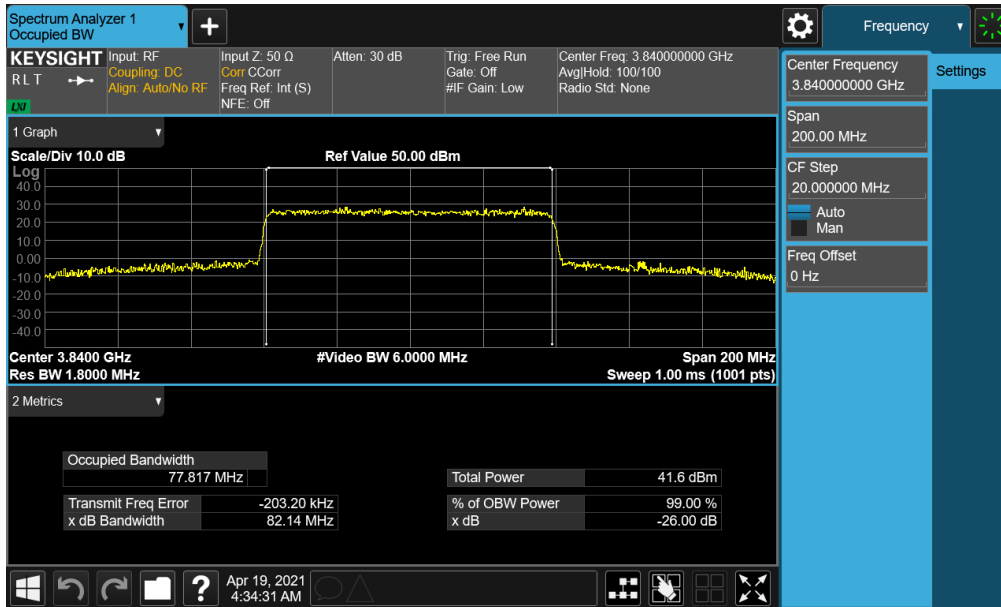 Spectrum Analyzer 1
Occupied BW
Frequency
KEYSIGHT
R L T
LXI
Input: RF
Coupling: DC
Align: Auto/No RF
Input Z: 50 Ω
Corr CCorr
Freq Ref: Int (S)
NFE: Off
Atten: 30 dB
Trig: Free Run
Gate: Off
#IF Gain: Low
Center Freq: 3.840000000 GHz
Avg|Hold: 100/100
Radio Std: None
Center Frequency
3.840000000 GHz
Settings
Span
200.00 MHz
CF Step
20.000000 MHz
Auto
Man
Freq Offset
0 Hz
1 Graph
Scale/Div 10.0 dB
Ref Value 50.00 dBm
Log
40.0
30.0
20.0
10.0
0.00
-10.0
-20.0
-30.0
-40.0
Center 3.8400 GHz
#Video BW 6.0000 MHz
Span 200 MHz
Res BW 1.8000 MHz
Sweep 1.00 ms (1001 pts)
2 Metrics
Occupied Bandwidth
77.817 MHz
Total Power 41.6 dBm
Transmit Freq Error -203.20 kHz
% of OBW Power 99.00 %
x dB Bandwidth 82.14 MHz
x dB -26.00 dB
?
Apr 19, 2021
4:34:31 AM